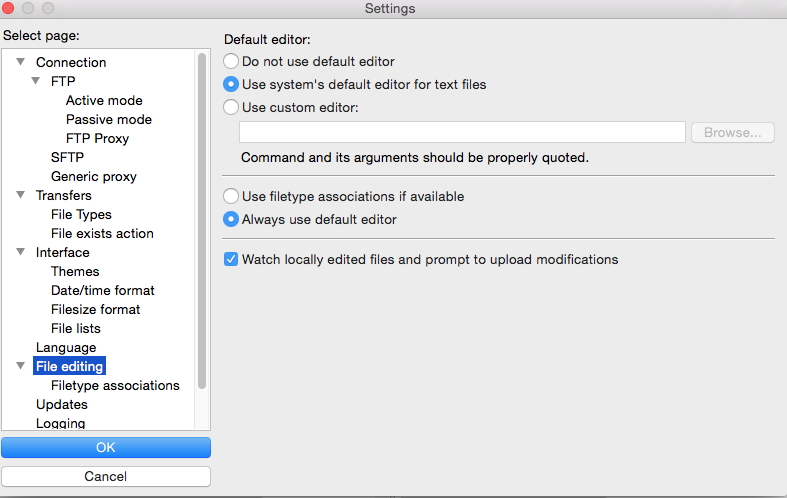 Settings
Select page:
Connection
FTP
Active mode
Passive mode
FTP Proxy
SFTP
Generic proxy
Transfers
File Types
File exists action
Interface
Themes
Date/time format
Filesize format
File lists
Language
File editing
Filetype associations
Updates
Logging
OK
Cancel
Default editor:
Do not use default editor
Use system's default editor for text files
Use custom editor:
Browse...
Command and its arguments should be properly quoted.
Use filetype associations if available
Always use default editor
Watch locally edited files and prompt to upload modifications